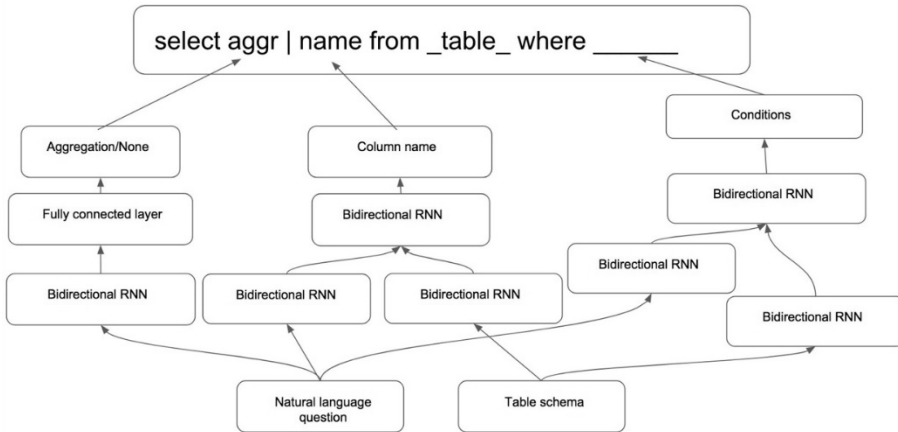 select aggr | name from _table_ where ______
Conditions
Aggregation/None
Column name
Bidirectional RNN
Fully connected layer
Bidirectional RNN
Bidirectional RNN
Bidirectional RNN
Bidirectional RNN
Bidirectional RNN
Bidirectional RNN
Natural language
question
Table schema